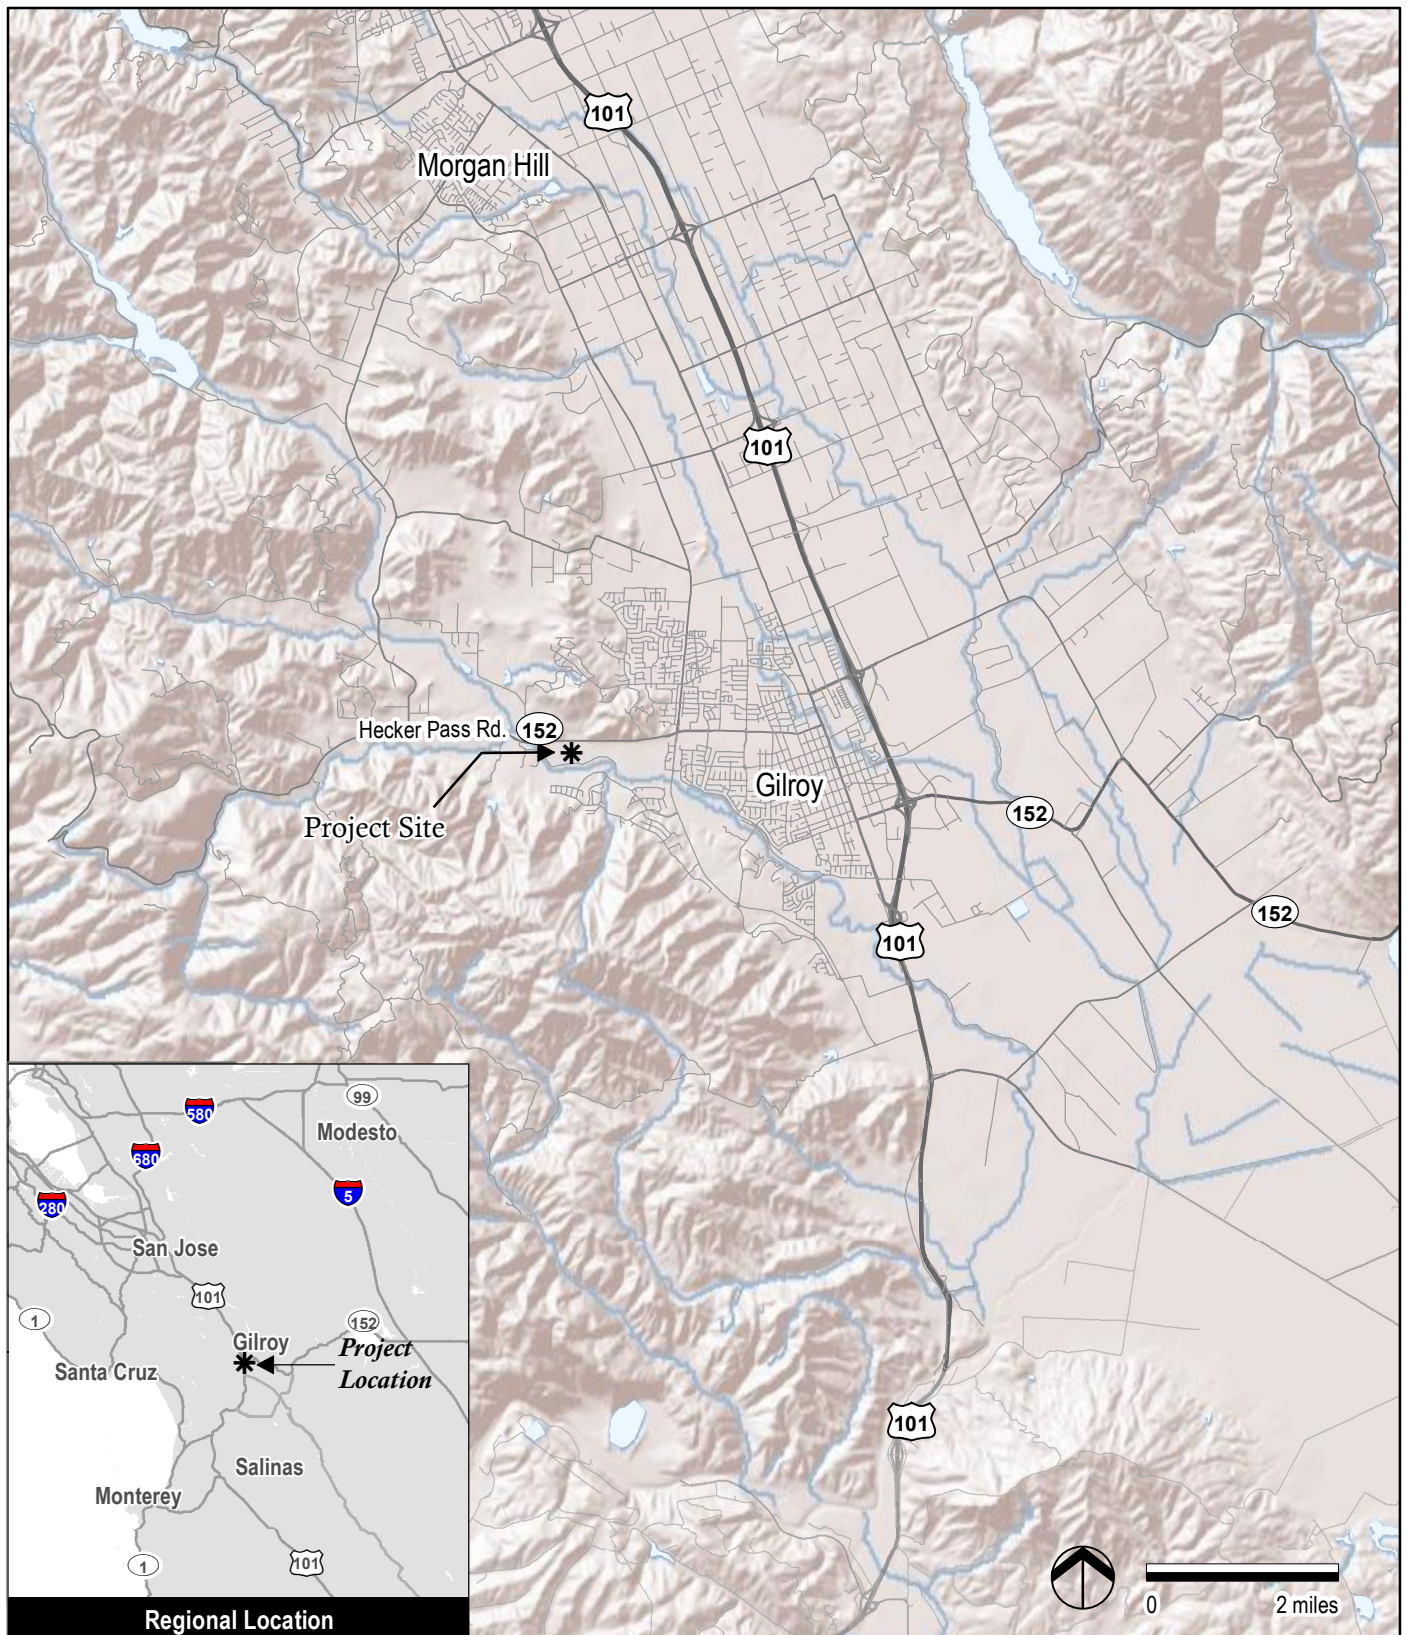 101
Morgan Hill
101
Hecker Pass Rd.
152
Project Site
Gilroy
152
152
101
101
0
2 miles
580
99
Modesto
680
5
280
San Jose
101
1
152
Gilroy
Project
Location
Santa Cruz
Salinas
Monterey
1
101
Regional Location